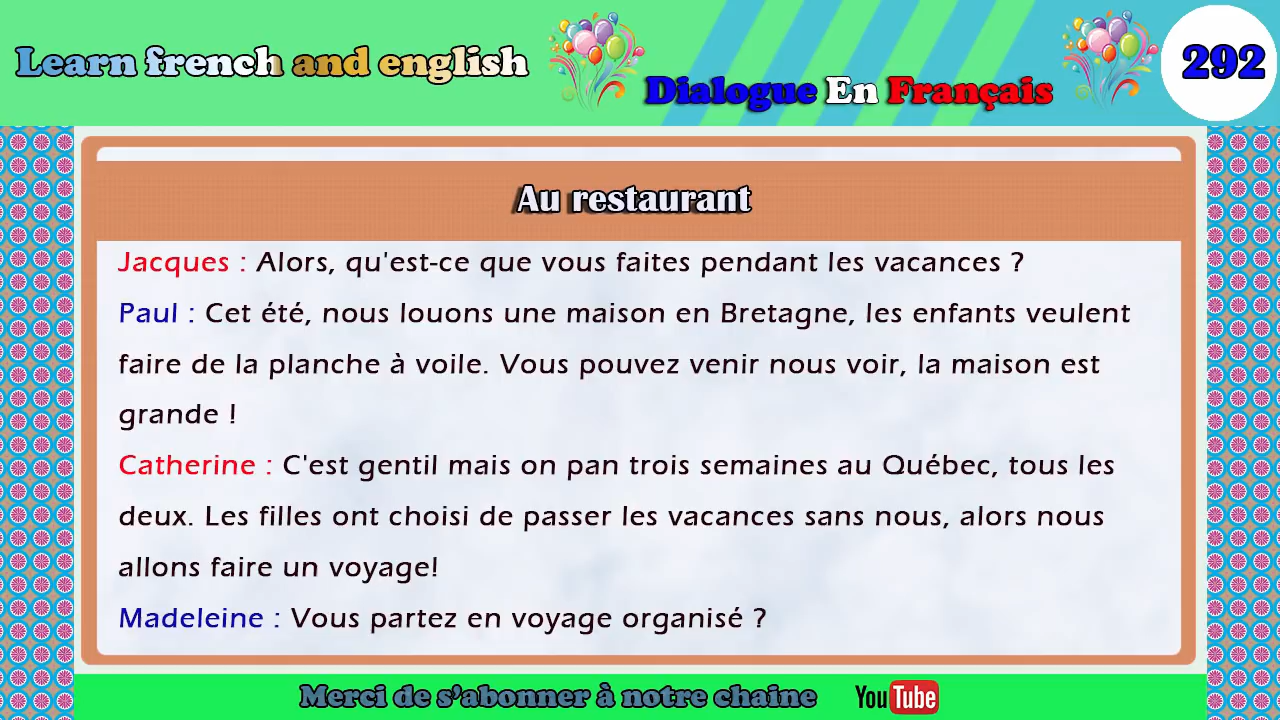 Learn french and english
Dialogue En Français
292
Au restaurant
Jacques : Alors, qu'est-ce que vous faites pendant les vacances ?
Paul : Cet été, nous louons une maison en Bretagne, les enfants veulent
faire de la planche à voile. Vous pouvez venir nous voir, la maison est
grande !
Catherine : C'est gentil mais on pan trois semaines au Québec, tous les
deux. Les filles ont choisi de passer les vacances sans nous, alors nous
allons faire un voyage!
Madeleine : Vous partez en voyage organisé ?
Merci de s'abonner à notre chaine YouTube